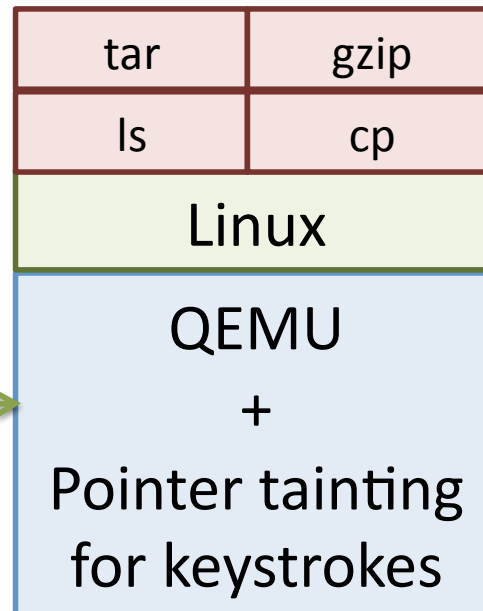 tar gzip
ls cp
Linux
QEMU
+
Pointer tainting
for keystrokes